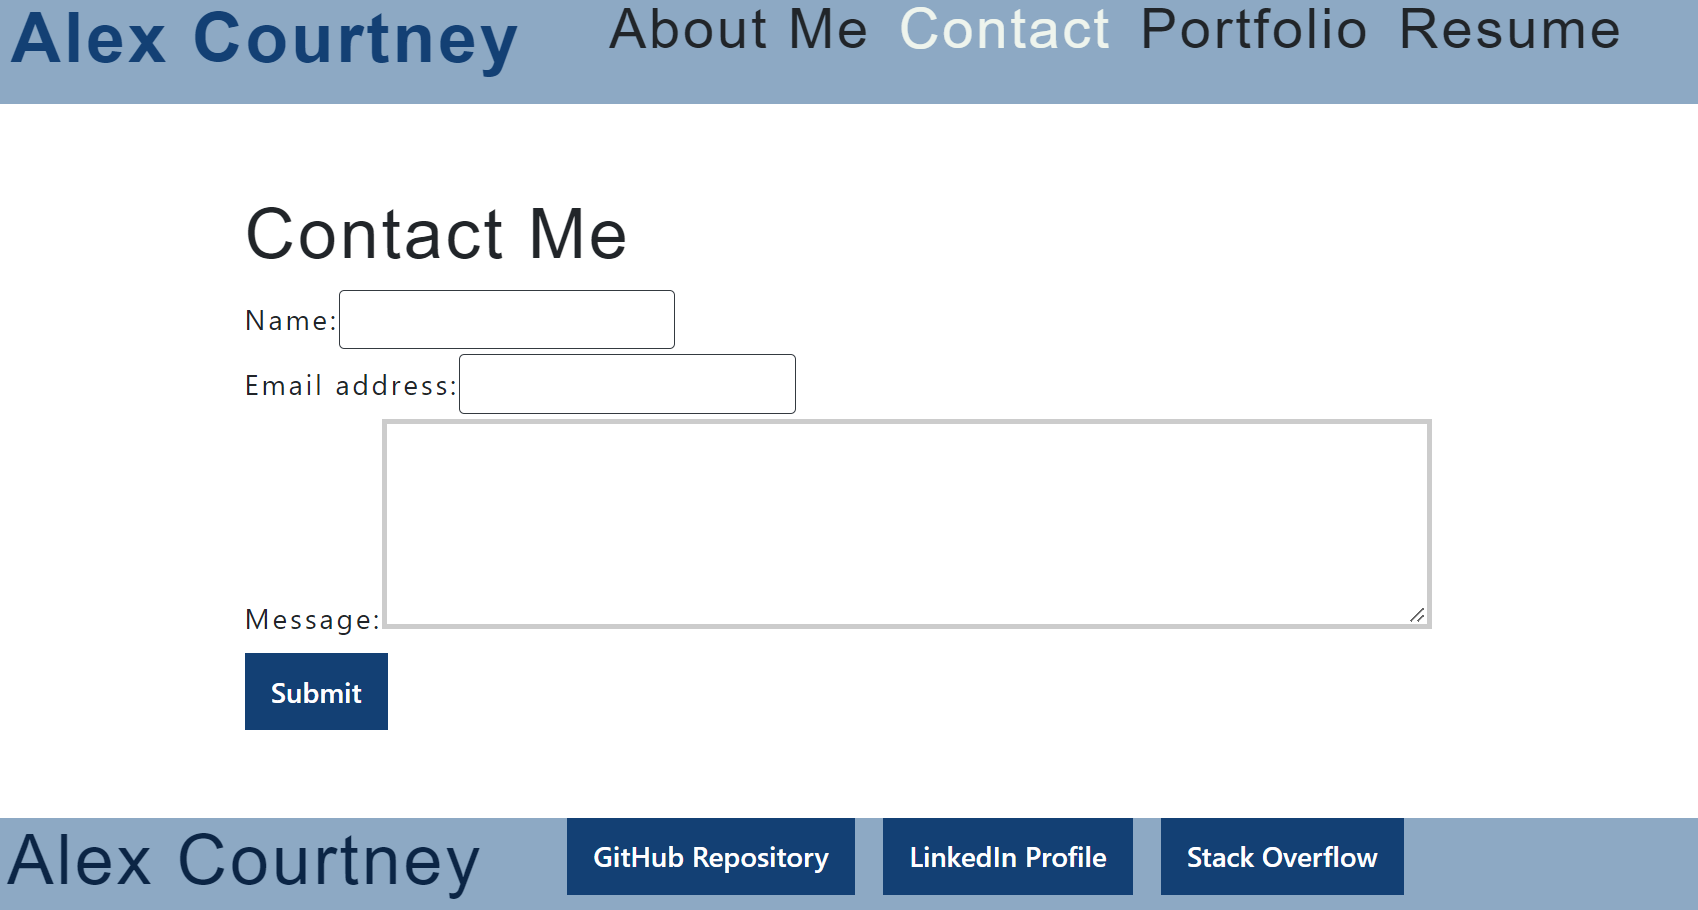 Alex Courtney About Me Contact Portfolio Resume
Contact Me
Name:
Email address:
Message:
Submit
Alex Courtney GitHub Repository LinkedIn Profile Stack Overflow